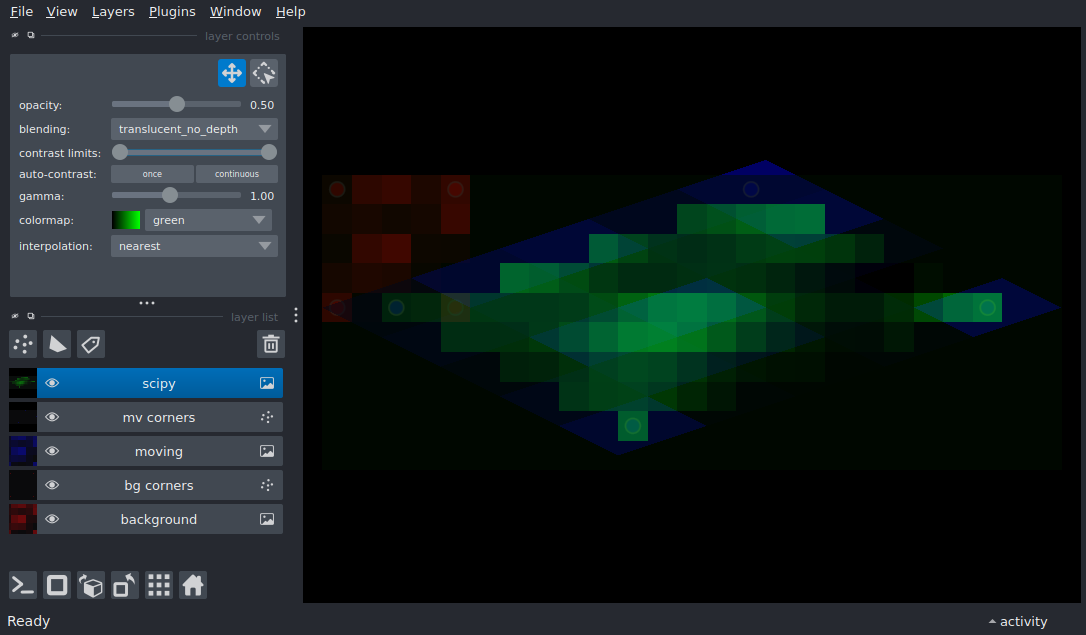 File View Layers Plugins Window Help
layer controls
opacity: 0.50
blending: translucent_no_depth
contrast limits:
auto-contrast: once continuous
gamma: 1.00
colormap: green
interpolation: nearest
layer list
scipy
mv corners
moving
bg corners
background
Ready
activity